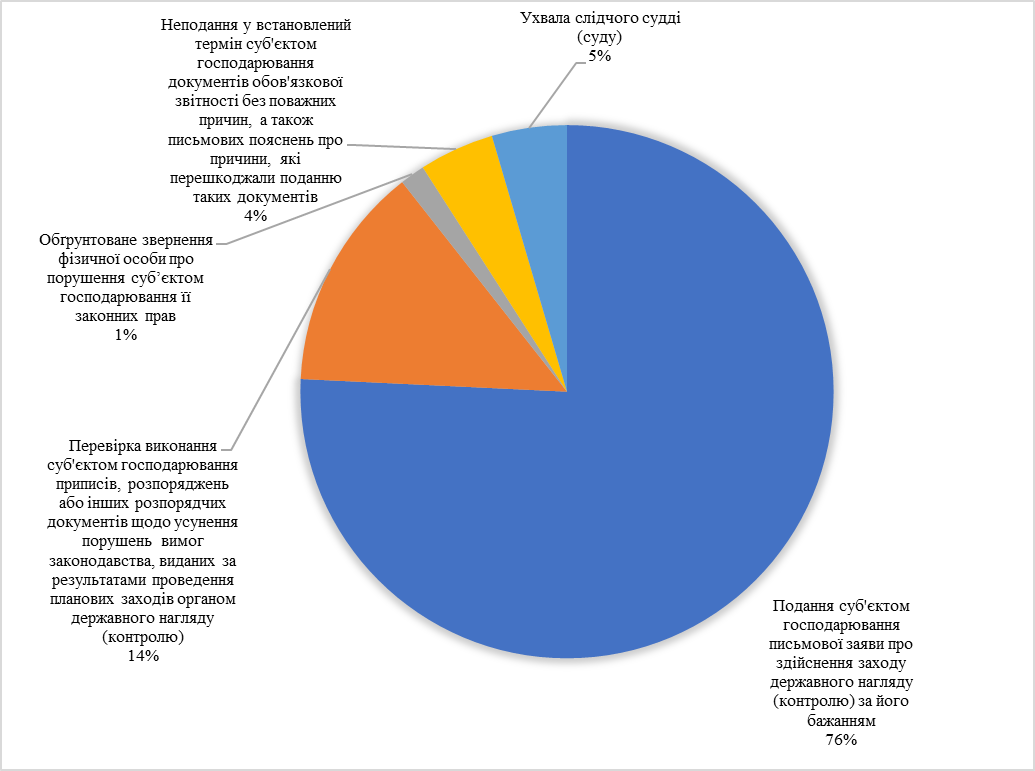 Неподання у встановлений
термін суб'єктом
господарювання
документів обов'язкової
звітності без поважних
причин, а також
письмових пояснень про
причини, які
перешкоджали поданню
таких документів
4%
Ухвала слідчого судді
(суду)
5%
Обґрунтоване звернення
фізичної особи про
порушення суб’єктом
господарювання її
законних прав
1%
Перевірка виконання
суб'єктом господарювання
приписів, розпоряджень
або інших розпорядчих
документів щодо усунення
порушень вимог
законодавства, виданих за
результатами проведення
планових заходів органом
державного нагляду
(контролю)
14%
Подання суб'єктом
господарювання
письмової заяви про
здійснення заходу
державного нагляду
(контролю) за його
бажанням
76%